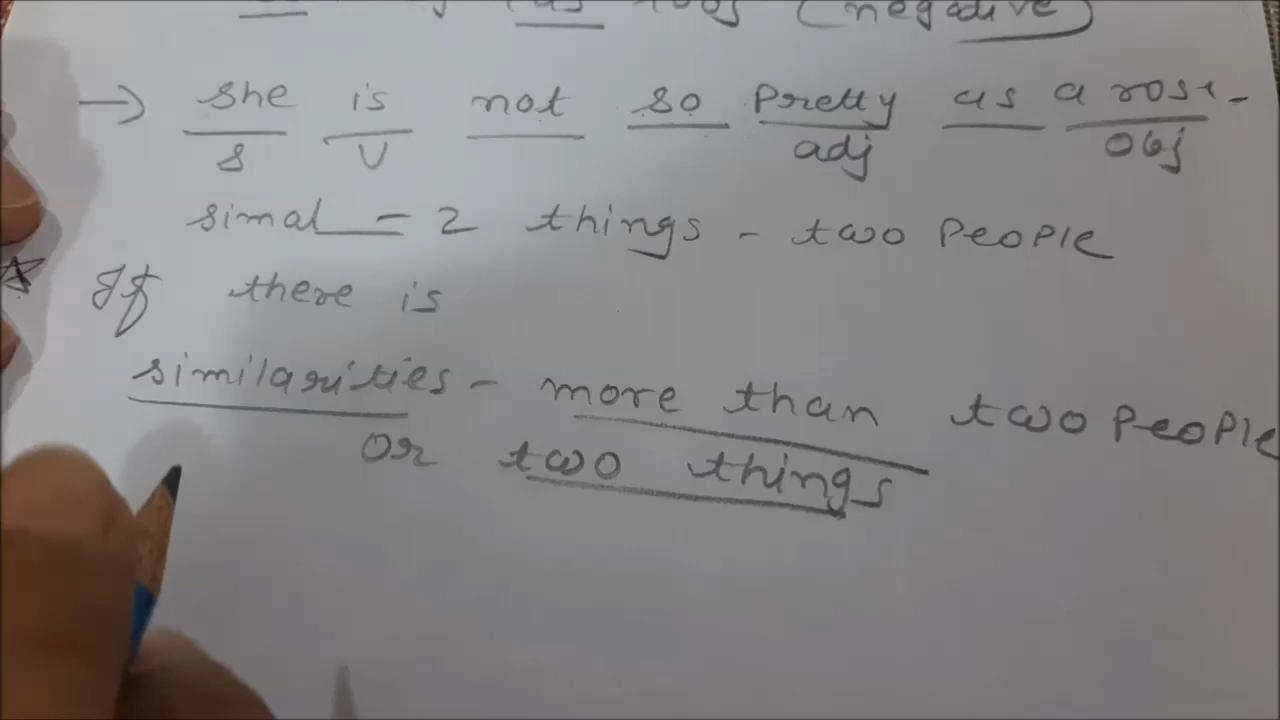 (negative)
→ she is not so Pretty as a rose.
S V adj obj
simal = 2 things - two People
If there is
similarities - more than two People
or two things